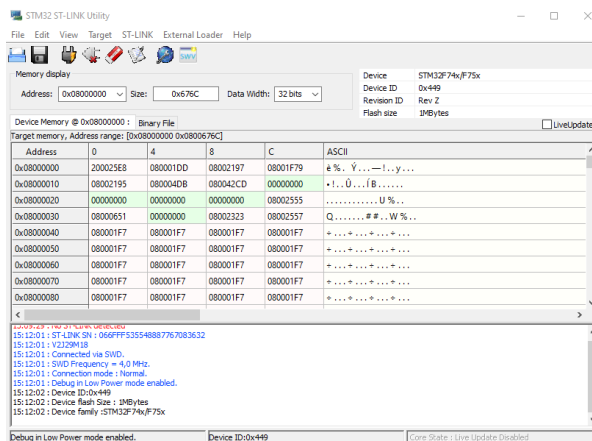 STM32 ST-LINK Utility
File Edit View Target ST-LINK External Loader Help
SWV
Memory display
Address: 0x08000000 Size: 0x676C Data Width: 32 bits
Device STM32F74x/F75x
Device ID 0x449
Revision ID Rev Z
Flash size 1MBytes
LiveUpdate
Device Memory @ 0x08000000 : Binary File
Target memory, Address range: [0x08000000 0x0800676C]
Address 0 4 8 C ASCII
0x08000000 200025E8 080001DD 08002197 08001F79 è%. Ý...—!..y...
0x08000010 08002195 080004DB 080042CD 00000000 •!..Û...ÍB......
0x08000020 00000000 00000000 00000000 08002555 ............U%..
0x08000030 08000651 00000000 08002323 08002557 Q.......##..W%..
0x08000040 080001F7 080001F7 080001F7 080001F7 ÷...÷...÷...÷...
0x08000050 080001F7 080001F7 080001F7 080001F7 ÷...÷...÷...÷...
0x08000060 080001F7 080001F7 080001F7 080001F7 ÷...÷...÷...÷...
0x08000070 080001F7 080001F7 080001F7 080001F7 ÷...÷...÷...÷...
0x08000080 080001F7 080001F7 080001F7 080001F7 ÷...÷...÷...÷...
15:09:29 : No ST-LINK detected
15:12:01 : ST-LINK SN : 066FFF535548887767083632
15:12:01 : V2J29M18
15:12:01 : Connected via SWD.
15:12:01 : SWD Frequency = 4,0 MHz.
15:12:01 : Connection mode : Normal.
15:12:01 : Debug in Low Power mode enabled.
15:12:02 : Device ID:0x449
15:12:02 : Device flash Size : 1MBytes
15:12:02 : Device family :STM32F74x/F75x
Debug in Low Power mode enabled. Device ID:0x449 Core State : Live Update Disabled